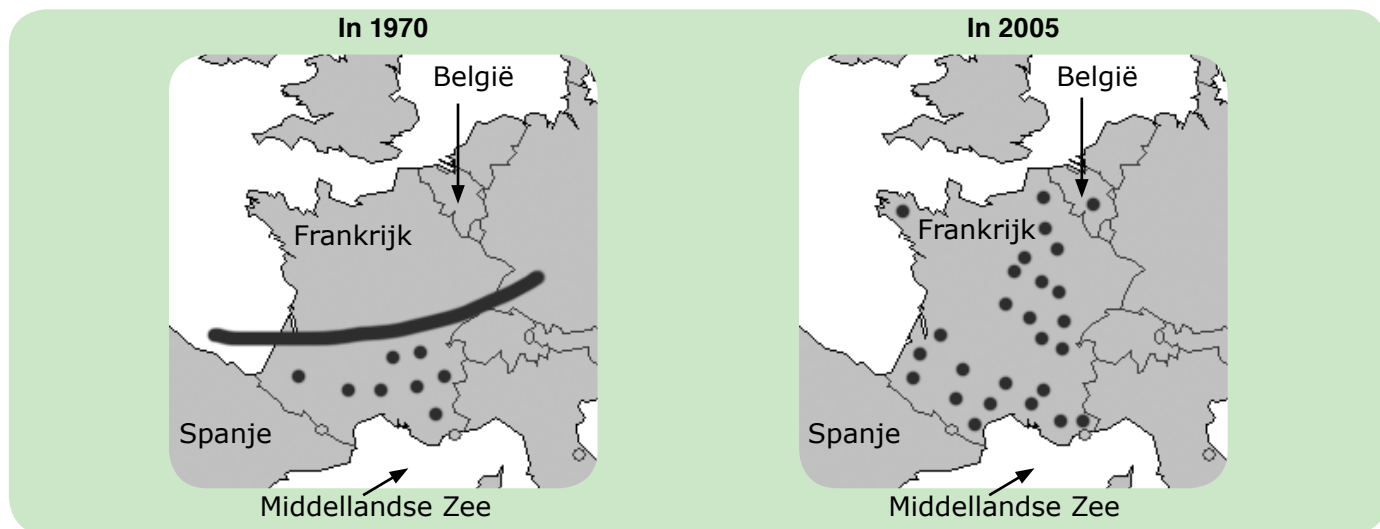 In 1970
België
Frankrijk
Spanje
Middellandse Zee
In 2005
België
Frankrijk
Spanje
Middellandse Zee